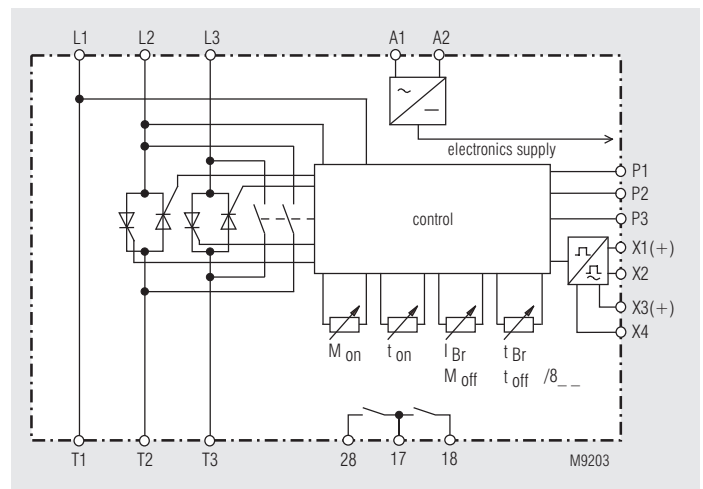 L1 L2 L3 A1 A2
electronics supply
P1
P2
control
P3
X1(+)
X2
X3(+)
X4
M on t on I Br t Br
M off t off /8_ _
T1 T2 T3 28 17 18 M9203